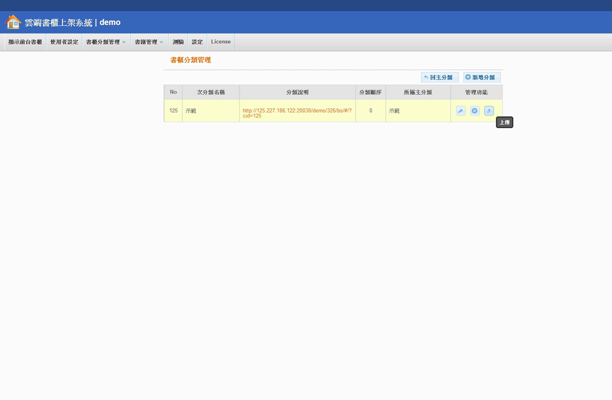 雲端書櫃上架系統 | demo
顯示前台書櫃 使用者設定 書櫃分類管理 書籍管理 測驗 設定 License
書櫃分類管理
回主分類 新增分類
No 次分類名稱 分類說明 分類順序 所屬主分類 管理功能
125 示範 http://125.227.186.122:20030/demo/326/bs/#/?cid=125 0 示範
上傳